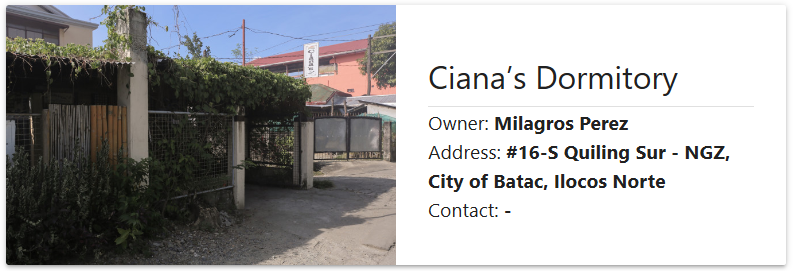 Ciana’s Dormitory
Owner: Milagros Perez
Address: #16-S Quiling Sur - NGZ,
City of Batac, Ilocos Norte
Contact: -